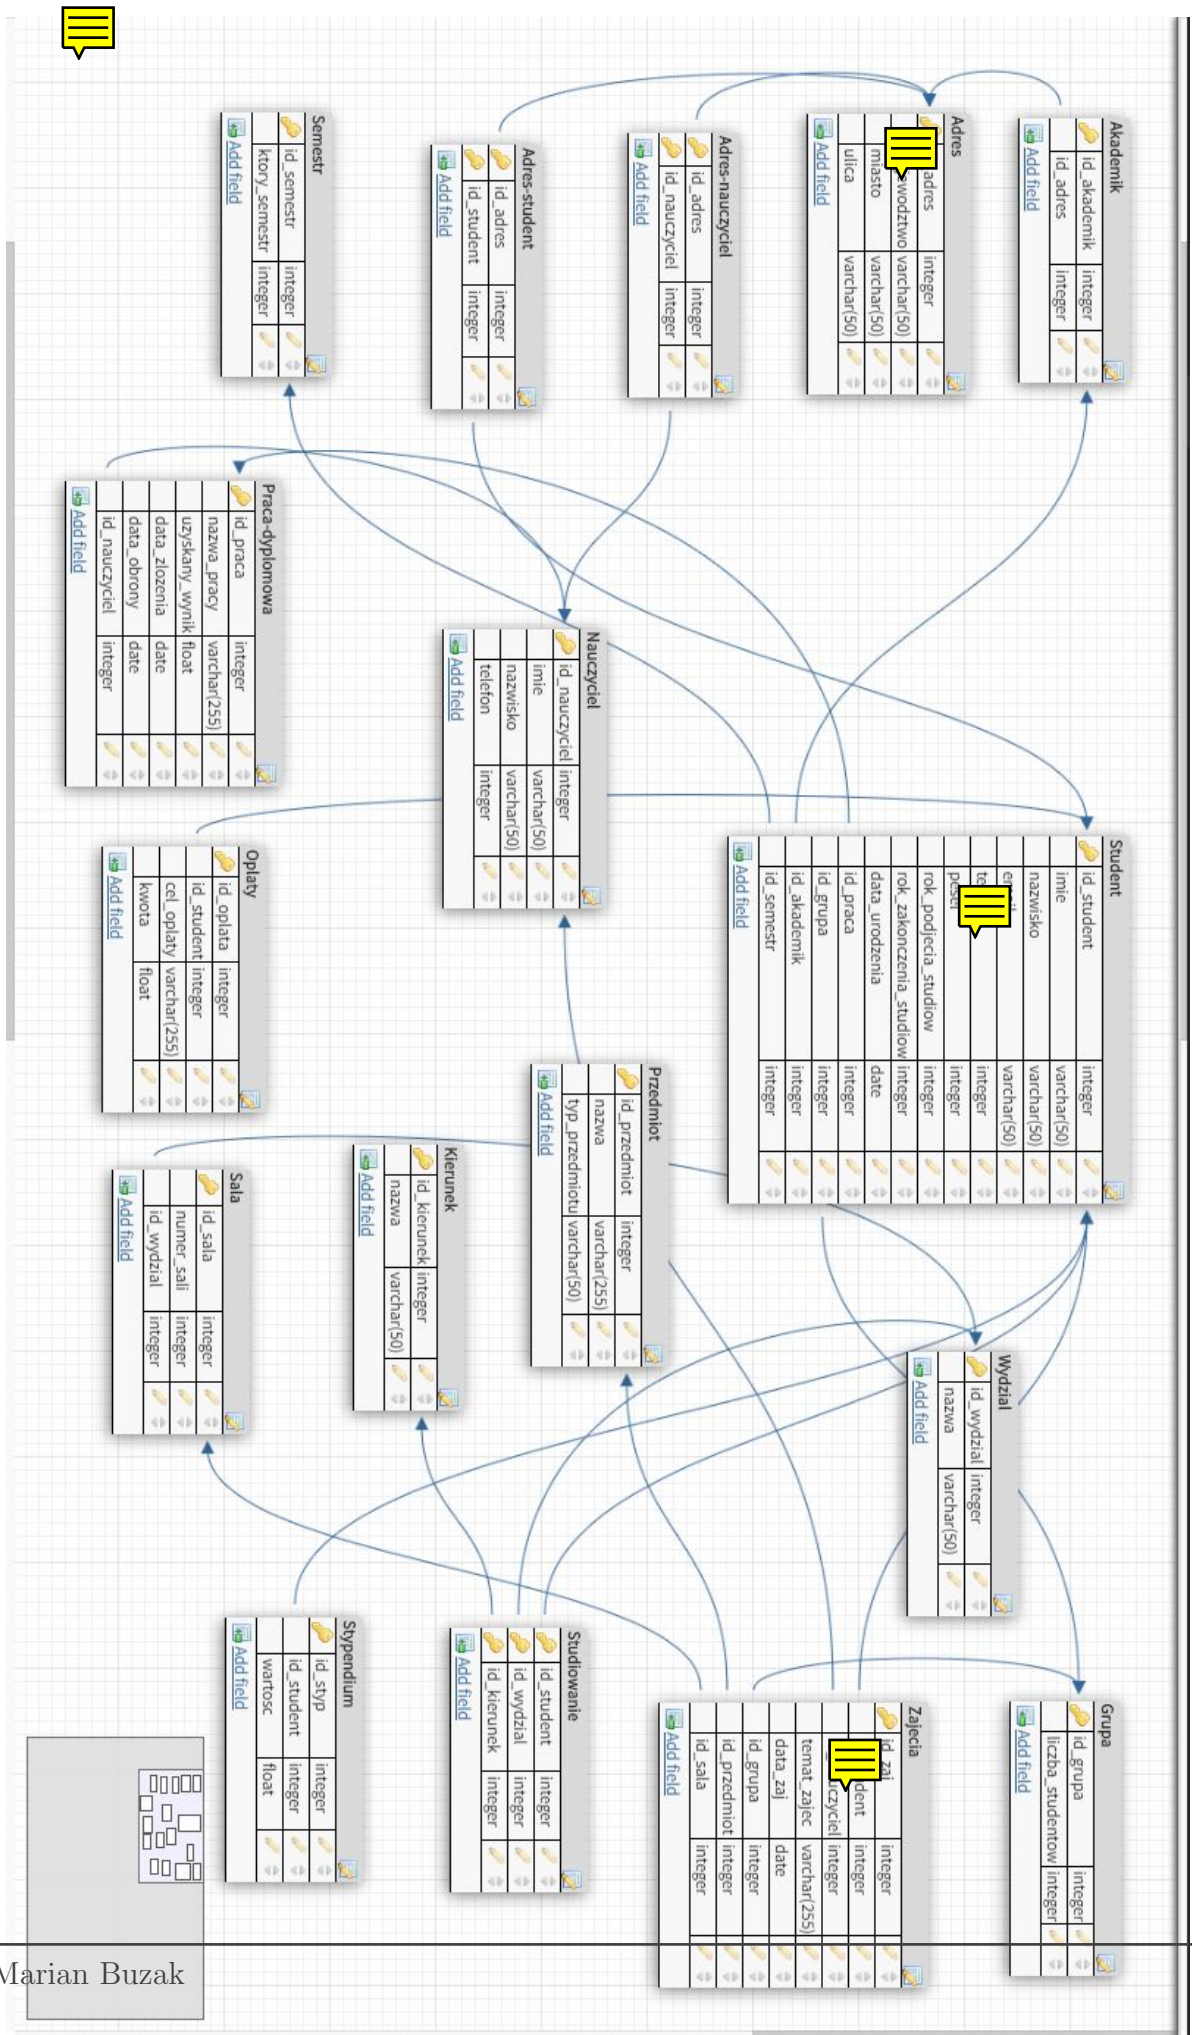 Akademik
id_akademik integer
id_adres integer
Add field
Adres
adres integer
wodztwo varchar(50)
miasto varchar(50)
ulica varchar(50)
Add field
Adres-nauczyciel
id_adres integer
id_nauczyciel integer
Add field
Adres-student
id_adres integer
id_student integer
Add field
Semestr
id_semestr integer
ktory_semestr integer
Add field
Praca-dyplomowa
id_praca integer
nazwa_pracy varchar(255)
uzyskany_wynik float
data_zlozenia date
data_obrony date
id_nauczyciel integer
Add field
Nauczyciel
id_nauczyciel integer
imie varchar(50)
nazwisko varchar(50)
telefon integer
Add field
Student
id_student integer
imie varchar(50)
nazwisko varchar(50)
varchar(50)
integer
pesel integer
rok_podjecia_studiow integer
rok_zakonczenia_studiow integer
data_urodzenia date
id_praca integer
id_grupa integer
id_akademik integer
id_semestr integer
Add field
Oplaty
id_oplata integer
id_student integer
cel_oplaty varchar(255)
kwota float
Add field
Przedmiot
id_przedmiot integer
nazwa varchar(255)
typ_przedmiotu varchar(50)
Add field
Kierunek
id_kierunek integer
nazwa varchar(50)
Add field
Sala
id_sala integer
numer_sali integer
id_wydzial integer
Add field
Wydzial
id_wydzial integer
nazwa varchar(50)
Add field
Grupa
id_grupa integer
liczba_studentow integer
Add field
Zajecia
id_zaj integer
dent integer
uczyciel integer
temat_zajec varchar(255)
data_zaj date
id_grupa integer
id_przedmiot integer
id_sala integer
Add field
Studiowanie
id_student integer
id_wydzial integer
id_kierunek integer
Add field
Stypendium
id_styp integer
id_student integer
wartosc float
Add field
Marian Buzak